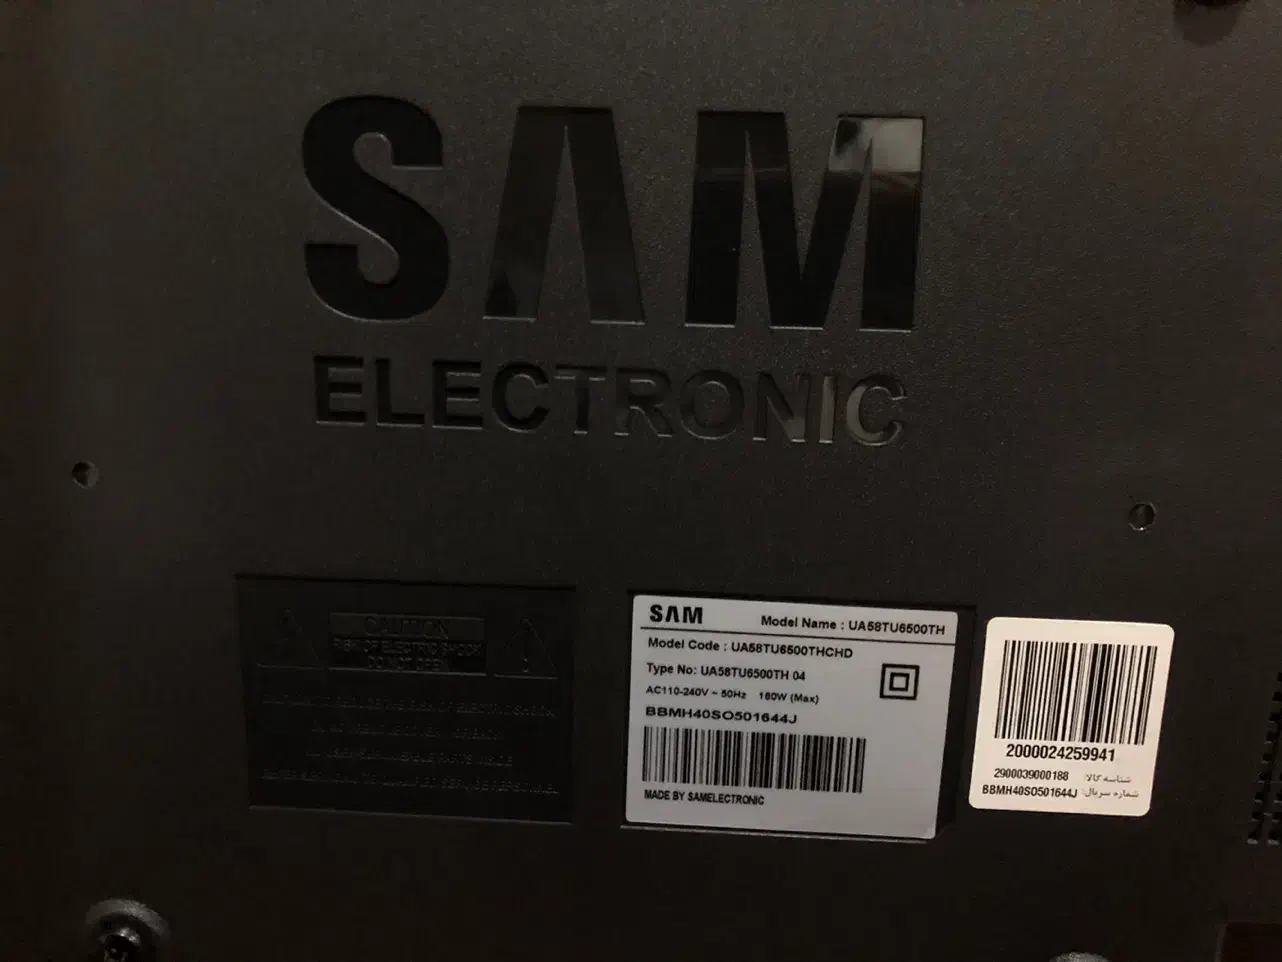 SAM
ELECTRONIC
CAUTION
RISK OF ELECTRIC SHOCK
DO NOT OPEN
SAM Model Name : UA58TU6500TH
Model Code : UA58TU6500THCHD
Type No: UA58TU6500TH 04
AC110-240V ~ 50Hz 160W (Max)
BBMH40SO501644J
MADE BY SAMELECTRONIC
2000024259941
شناسه کالا 2900039000188
شماره سریال: BBMH40SO501644J